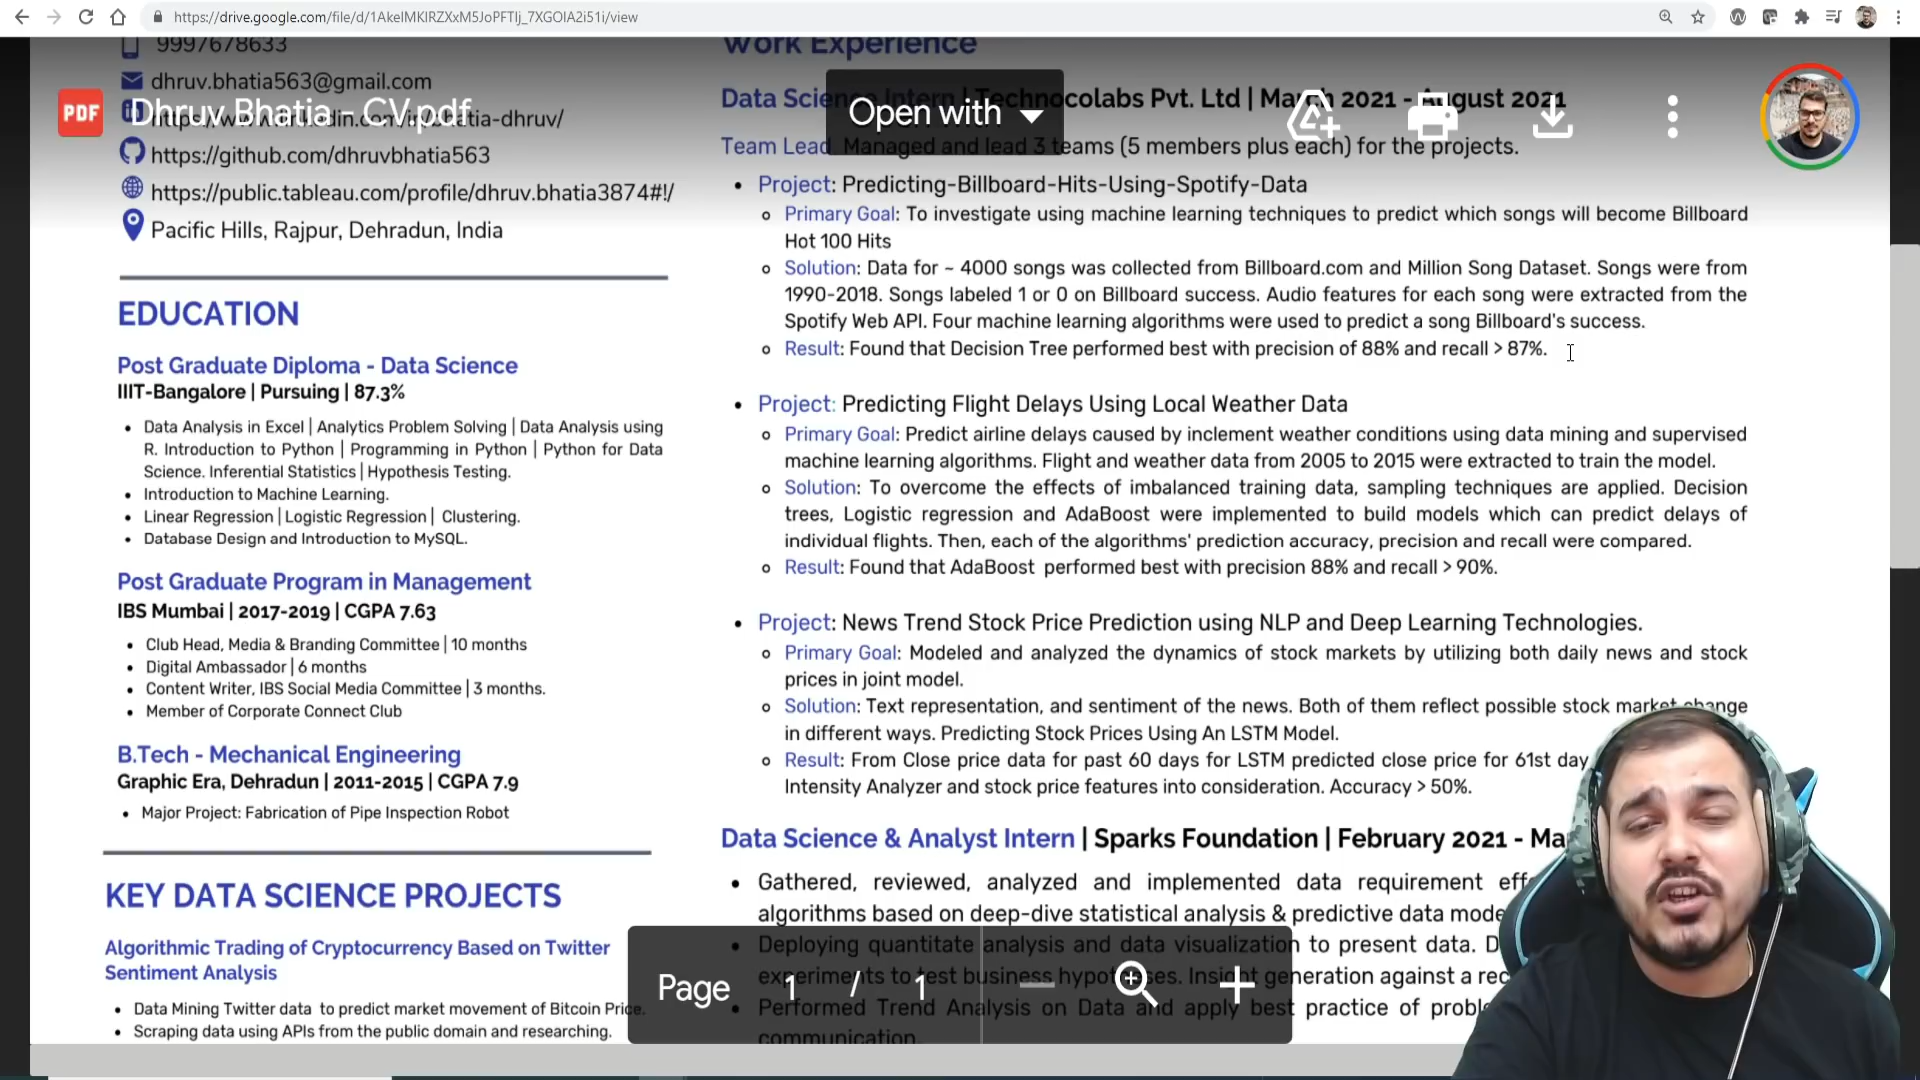 https://drive.google.com/file/d/1AkeIMKlRZXxM5JoPFTIj_7XGOIA2i51i/view
PDF
Dhruv Bhatia - CV.pdf
Open with
9997678633
dhruv.bhatia563@gmail.com
https://github.com/dhruvbhatia563
https://public.tableau.com/profile/dhruv.bhatia3874#!/
Pacific Hills, Rajpur, Dehradun, India
EDUCATION
Post Graduate Diploma - Data Science
IIIT-Bangalore | Pursuing | 87.3%
Data Analysis in Excel | Analytics Problem Solving | Data Analysis using
R. Introduction to Python | Programming in Python | Python for Data
Science. Inferential Statistics | Hypothesis Testing.
Introduction to Machine Learning.
Linear Regression | Logistic Regression | Clustering.
Database Design and Introduction to MySQL.
Post Graduate Program in Management
IBS Mumbai | 2017-2019 | CGPA 7.63
Club Head, Media & Branding Committee | 10 months
Digital Ambassador | 6 months
Content Writer, IBS Social Media Committee | 3 months.
Member of Corporate Connect Club
B.Tech - Mechanical Engineering
Graphic Era, Dehradun | 2011-2015 | CGPA 7.9
Major Project: Fabrication of Pipe Inspection Robot
KEY DATA SCIENCE PROJECTS
Algorithmic Trading of Cryptocurrency Based on Twitter
Sentiment Analysis
Data Mining Twitter data to predict market movement of Bitcoin Price.
Scraping data using APIs from the public domain and researching.
Work Experience
Data Science Intern | Technocolabs Pvt. Ltd | March 2021 - August 2021
Team Lead Managed and lead 3 teams (5 members plus each) for the projects.
Project: Predicting-Billboard-Hits-Using-Spotify-Data
Primary Goal: To investigate using machine learning techniques to predict which songs will become Billboard
Hot 100 Hits
Solution: Data for ~ 4000 songs was collected from Billboard.com and Million Song Dataset. Songs were from
1990-2018. Songs labeled 1 or 0 on Billboard success. Audio features for each song were extracted from the
Spotify Web API. Four machine learning algorithms were used to predict a song Billboard's success.
Result: Found that Decision Tree performed best with precision of 88% and recall > 87%.
Project: Predicting Flight Delays Using Local Weather Data
Primary Goal: Predict airline delays caused by inclement weather conditions using data mining and supervised
machine learning algorithms. Flight and weather data from 2005 to 2015 were extracted to train the model.
Solution: To overcome the effects of imbalanced training data, sampling techniques are applied. Decision
trees, Logistic regression and AdaBoost were implemented to build models which can predict delays of
individual flights. Then, each of the algorithms' prediction accuracy, precision and recall were compared.
Result: Found that AdaBoost performed best with precision 88% and recall > 90%.
Project: News Trend Stock Price Prediction using NLP and Deep Learning Technologies.
Primary Goal: Modeled and analyzed the dynamics of stock markets by utilizing both daily news and stock
prices in joint model.
Solution: Text representation, and sentiment of the news. Both of them reflect possible stock market change
in different ways. Predicting Stock Prices Using An LSTM Model.
Result: From Close price data for past 60 days for LSTM predicted close price for 61st day
Intensity Analyzer and stock price features into consideration. Accuracy > 50%.
Data Science & Analyst Intern | Sparks Foundation | February 2021 -
Gathered, reviewed, analyzed and implemented data requirement
algorithms based on deep-dive statistical analysis & predictive data
Deploying quantitate analysis and data visualization to present data.
experiments to test business hypotheses. Insight generation against a
Performed Trend Analysis on Data and apply best practice of
communication.
Page 1 / 1